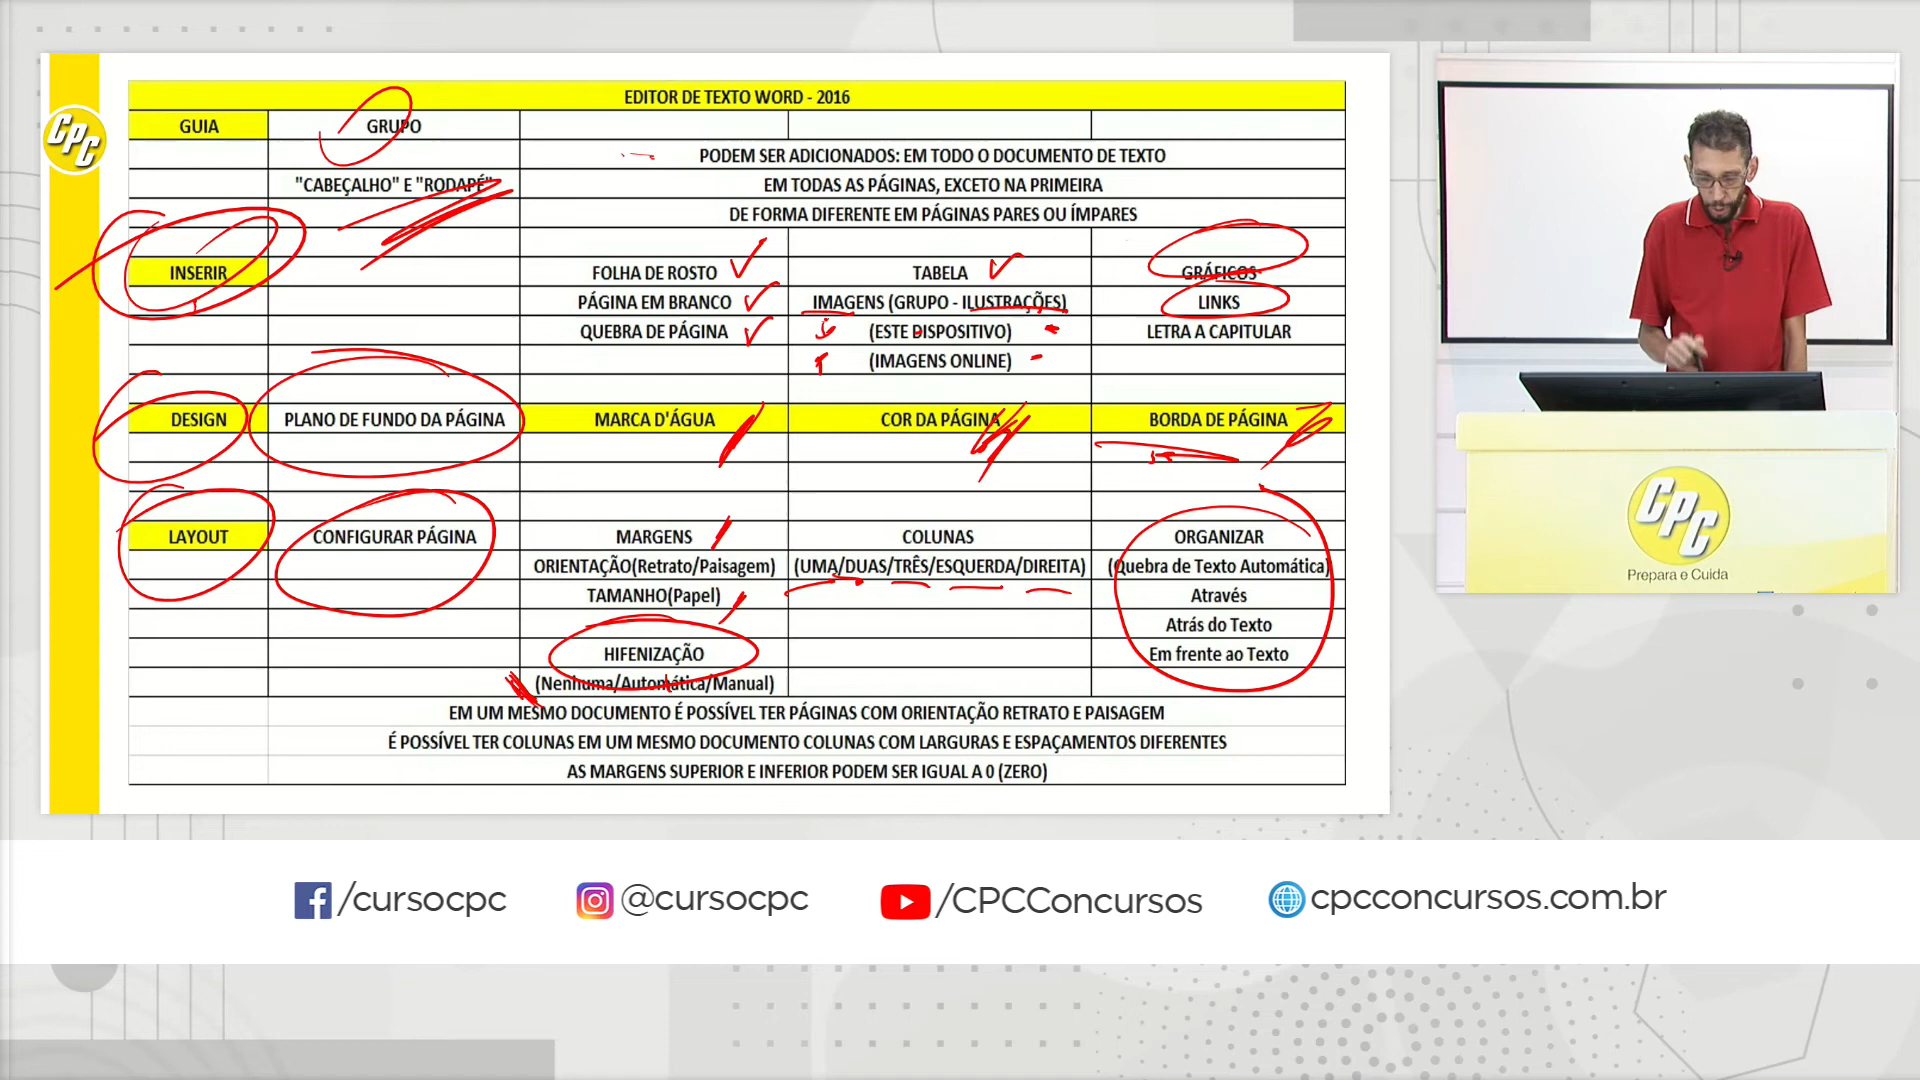 EDITOR DE TEXTO WORD - 2016
GUIA GRUPO
PODEM SER ADICIONADOS: EM TODO O DOCUMENTO DE TEXTO
"CABEÇALHO" E "RODAPÉ" EM TODAS AS PÁGINAS, EXCETO NA PRIMEIRA
DE FORMA DIFERENTE EM PÁGINAS PARES OU ÍMPARES
INSERIR FOLHA DE ROSTO TABELA GRÁFICOS
PÁGINA EM BRANCO IMAGENS (GRUPO - ILUSTRAÇÕES) LINKS
QUEBRA DE PÁGINA (ESTE DISPOSITIVO) LETRA A CAPITULAR
(IMAGENS ONLINE)
DESIGN PLANO DE FUNDO DA PÁGINA MARCA D'ÁGUA COR DA PÁGINA BORDA DE PÁGINA
LAYOUT CONFIGURAR PÁGINA MARGENS COLUNAS ORGANIZAR
ORIENTAÇÃO(Retrato/Paisagem) (UMA/DUAS/TRÊS/ESQUERDA/DIREITA) (Quebra de Texto Automática)
TAMANHO(Papel) Através
Atrás do Texto
HIFENIZAÇÃO Em frente ao Texto
(Nenhuma/Automática/Manual)
EM UM MESMO DOCUMENTO É POSSÍVEL TER PÁGINAS COM ORIENTAÇÃO RETRATO E PAISAGEM
É POSSÍVEL TER COLUNAS EM UM MESMO DOCUMENTO COLUNAS COM LARGURAS E ESPAÇAMENTOS DIFERENTES
AS MARGENS SUPERIOR E INFERIOR PODEM SER IGUAL A 0 (ZERO)
CPC
CPC
Prepara e Cuida
/cursocpc @cursocpc /CPCConcursos cpcconcursos.com.br